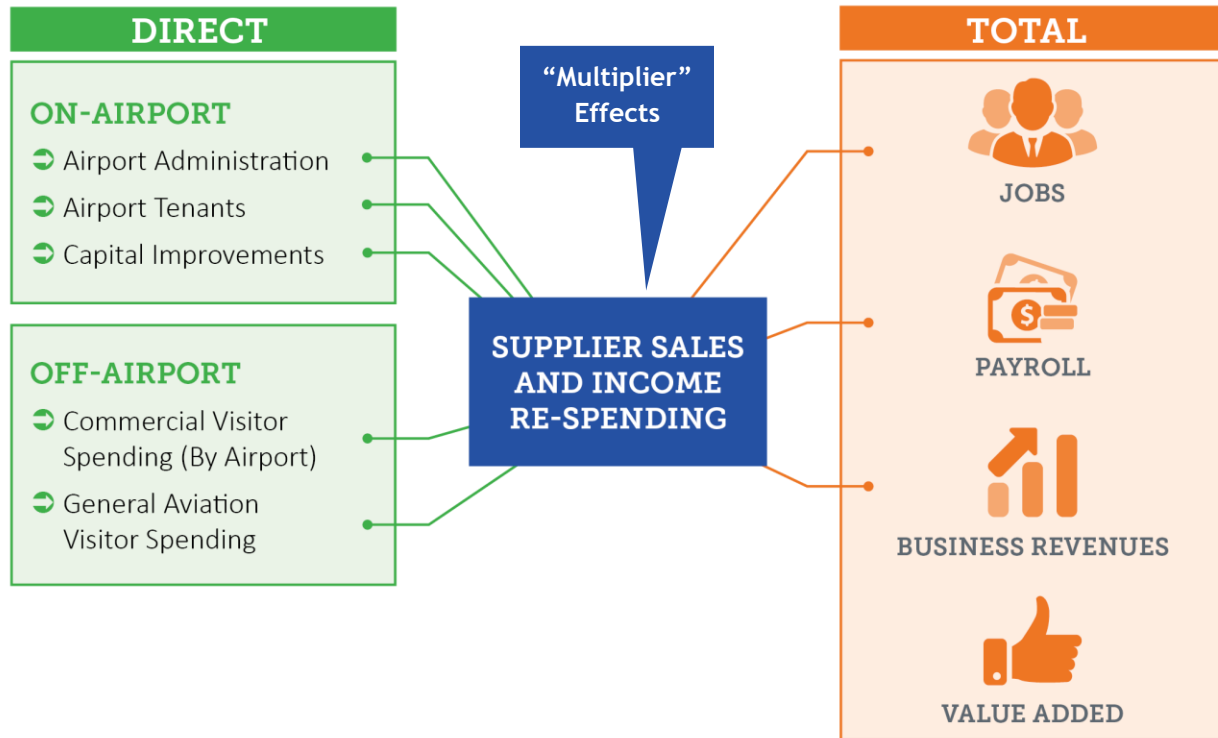 DIRECT
ON-AIRPORT
Airport Administration
Airport Tenants
Capital Improvements
OFF-AIRPORT
Commercial Visitor
Spending (By Airport)
General Aviation
Visitor Spending
“Multiplier”
Effects
SUPPLIER SALES
AND INCOME
RE-SPENDING
TOTAL
JOBS
$
PAYROLL
BUSINESS REVENUES
VALUE ADDED